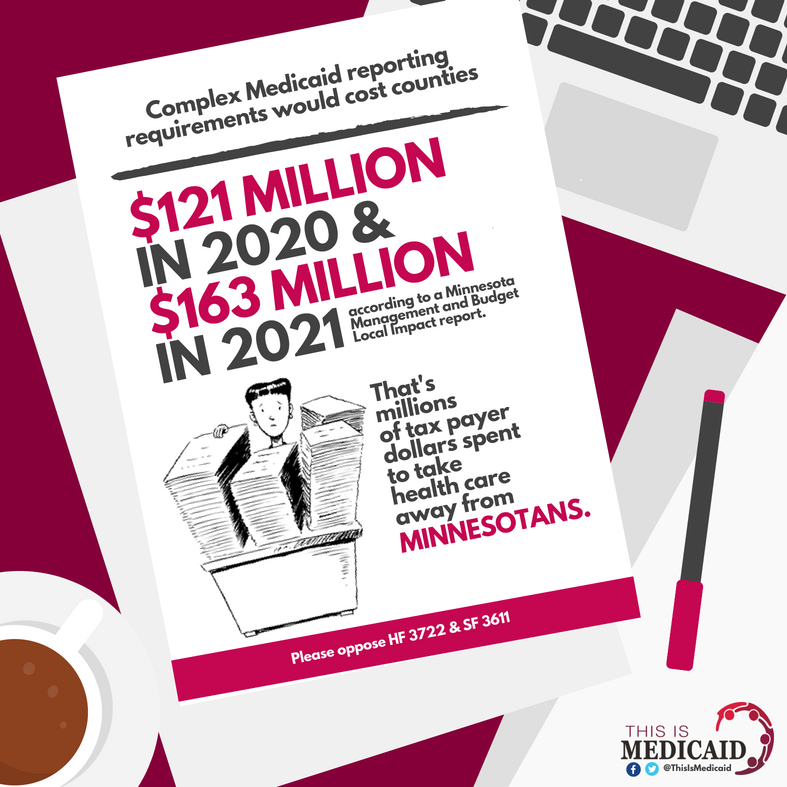 Complex Medicaid reporting
requirements would cost counties
$121 MILLION
IN 2020 &
$163 MILLION
IN 2021
according to a Minnesota
Management and Budget
Local Impact report.
That's
millions
of tax payer
dollars spent
to take
health care
away from
MINNESOTANS.
Please oppose HF 3722 & SF 3611
THIS IS
MEDICAID
@ThisIsMedicaid